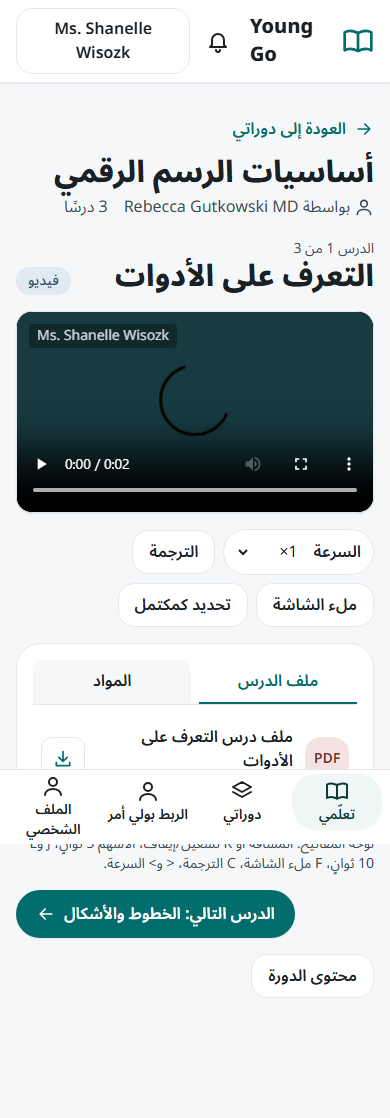 Young Go
Ms. Shanelle Wisozk
العودة إلى دوراتي
أساسيات الرسم الرقمي
بواسطة Rebecca Gutkowski MD 3 درسًا
الدرس 1 من 3
التعرف على الأدوات
فيديو
Ms. Shanelle Wisozk
0:00 / 0:02
السرعة
1×
الترجمة
ملء الشاشة
تحديد كمكتمل
ملف الدرس
المواد
ملف درس التعرف على
الأدوات
PDF
تعلّمي
دوراتي
الربط بولي أمر
الملف
الشخصي
10 ثوانٍ، F ملء الشاشة، C الترجمة، < و> السرعة.
الدرس التالي: الخطوط والأشكال
محتوى الدورة